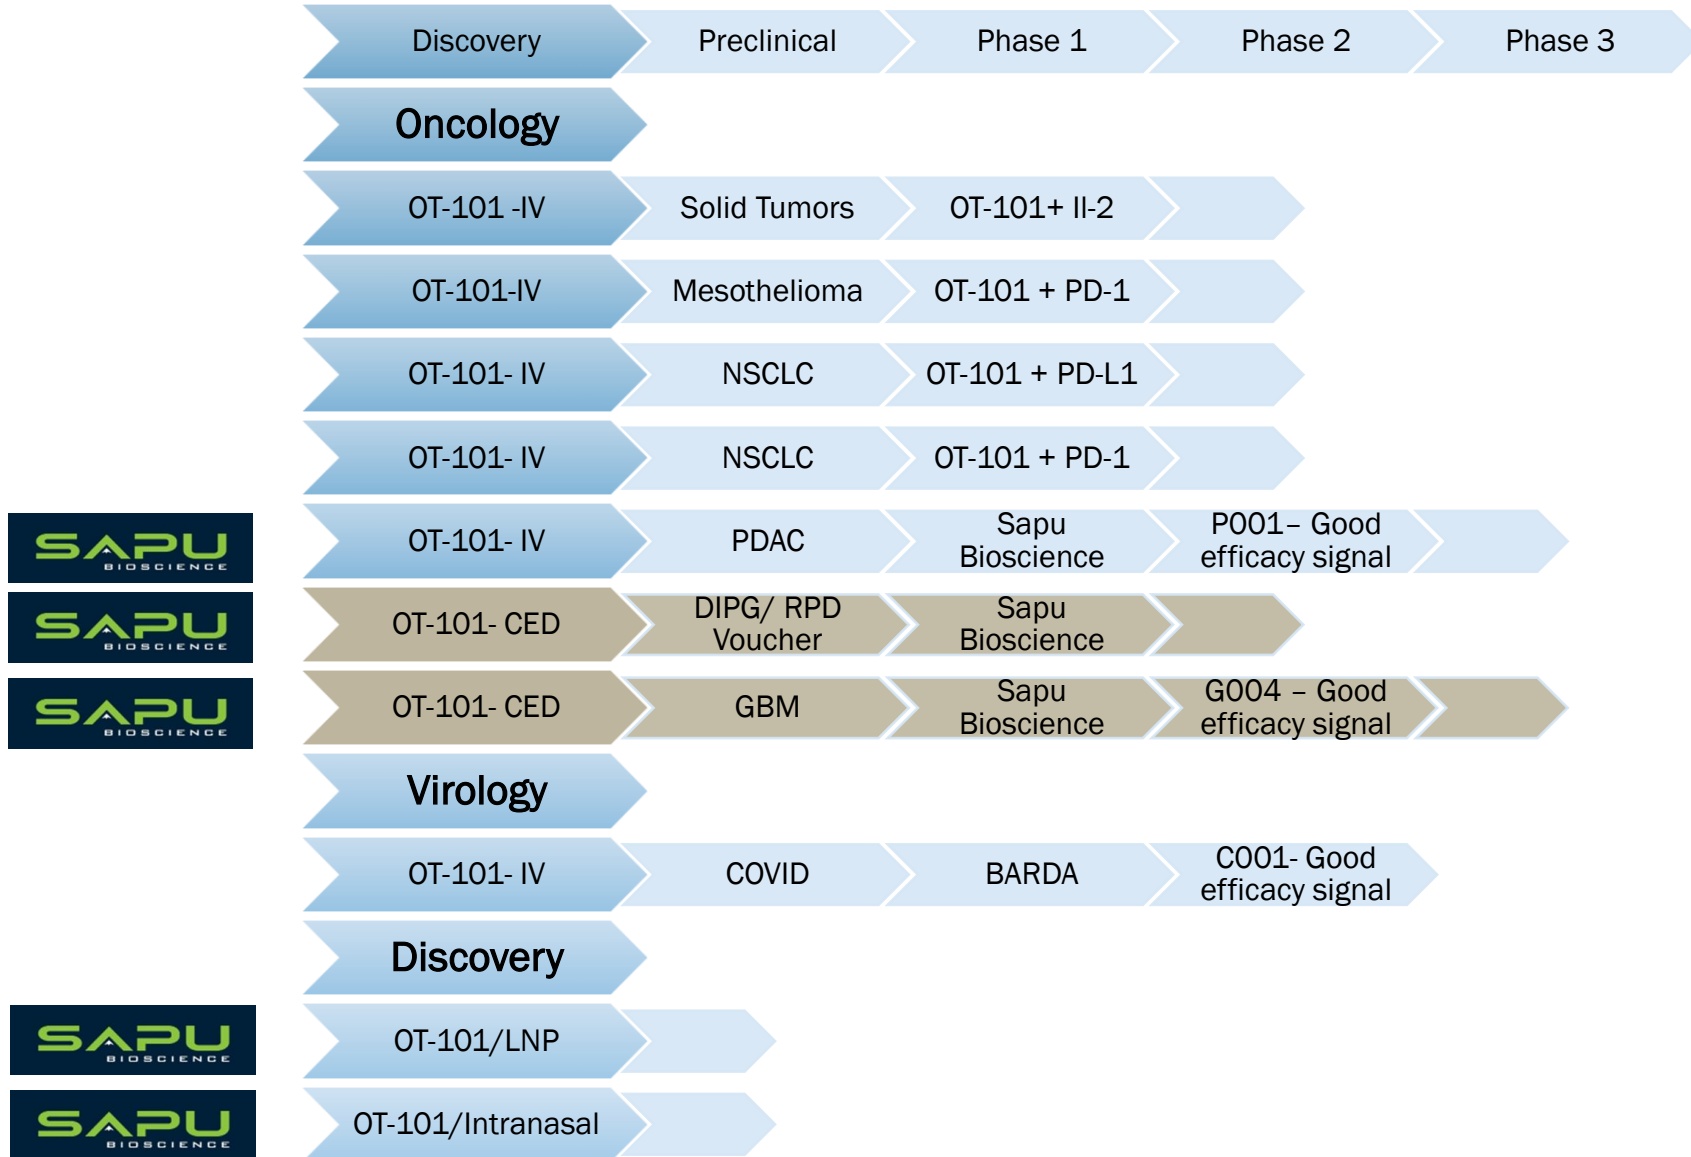 Discovery Preclinical Phase 1 Phase 2 Phase 3
Oncology
OT-101 -IV Solid Tumors OT-101+ Il-2
OT-101-IV Mesothelioma OT-101 + PD-1
OT-101- IV NSCLC OT-101 + PD-L1
OT-101- IV NSCLC OT-101 + PD-1
SAPU
BIOSCIENCE
OT-101- IV PDAC
Sapu
Bioscience
P001– Good
efficacy signal
SAPU
BIOSCIENCE
OT-101- CED
DIPG/ RPD
Voucher
Sapu
Bioscience
SAPU
BIOSCIENCE
OT-101- CED GBM
Sapu
Bioscience
G004 – Good
efficacy signal
Virology
OT-101- IV COVID BARDA
C001- Good
efficacy signal
Discovery
SAPU
BIOSCIENCE
OT-101/LNP
SAPU
BIOSCIENCE
OT-101/Intranasal